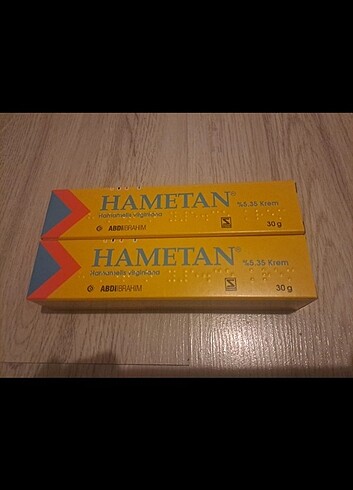 HAMETAN® %5.35 Krem
Hamamelis virginiana
ABDİ İBRAHİM
30 g
HAMETAN® %5.35 Krem
Hamamelis virginiana
ABDİ İBRAHİM
30 g